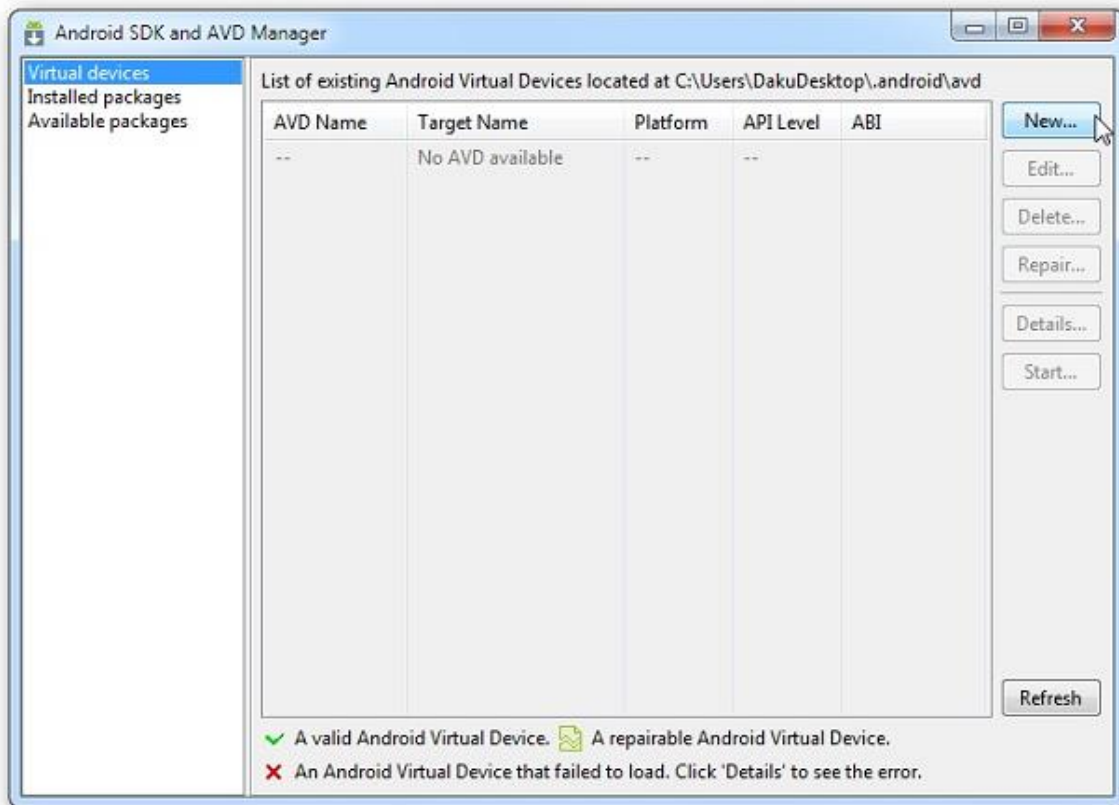 Android SDK and AVD Manager
Virtual devices
Installed packages
Available packages
List of existing Android Virtual Devices located at C:\Users\DakuDesktop\.android\avd
AVD Name Target Name Platform API Level ABI
-- No AVD available -- --
New...
Edit...
Delete...
Repair...
Details...
Start...
Refresh
A valid Android Virtual Device. A repairable Android Virtual Device.
An Android Virtual Device that failed to load. Click 'Details' to see the error.